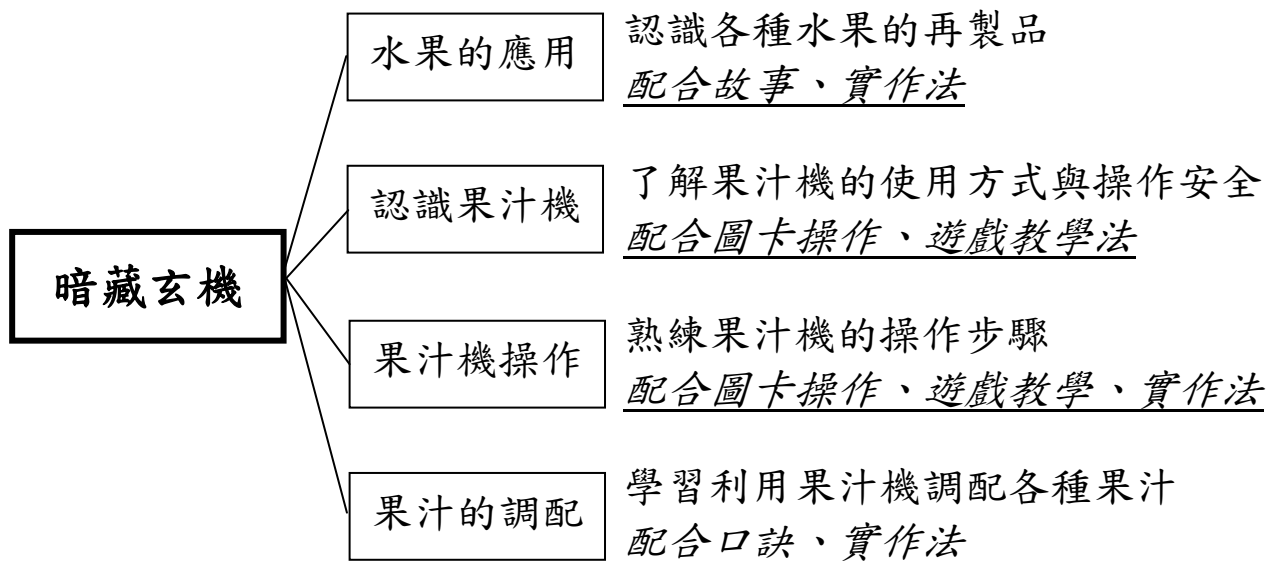 水果的應用
認識各種水果的再製品
配合故事、實作法
認識果汁機
了解果汁機的使用方式與操作安全
配合圖卡操作、遊戲教學法
暗藏玄機
果汁機操作
熟練果汁機的操作步驟
配合圖卡操作、遊戲教學、實作法
果汁的調配
學習利用果汁機調配各種果汁
配合口訣、實作法